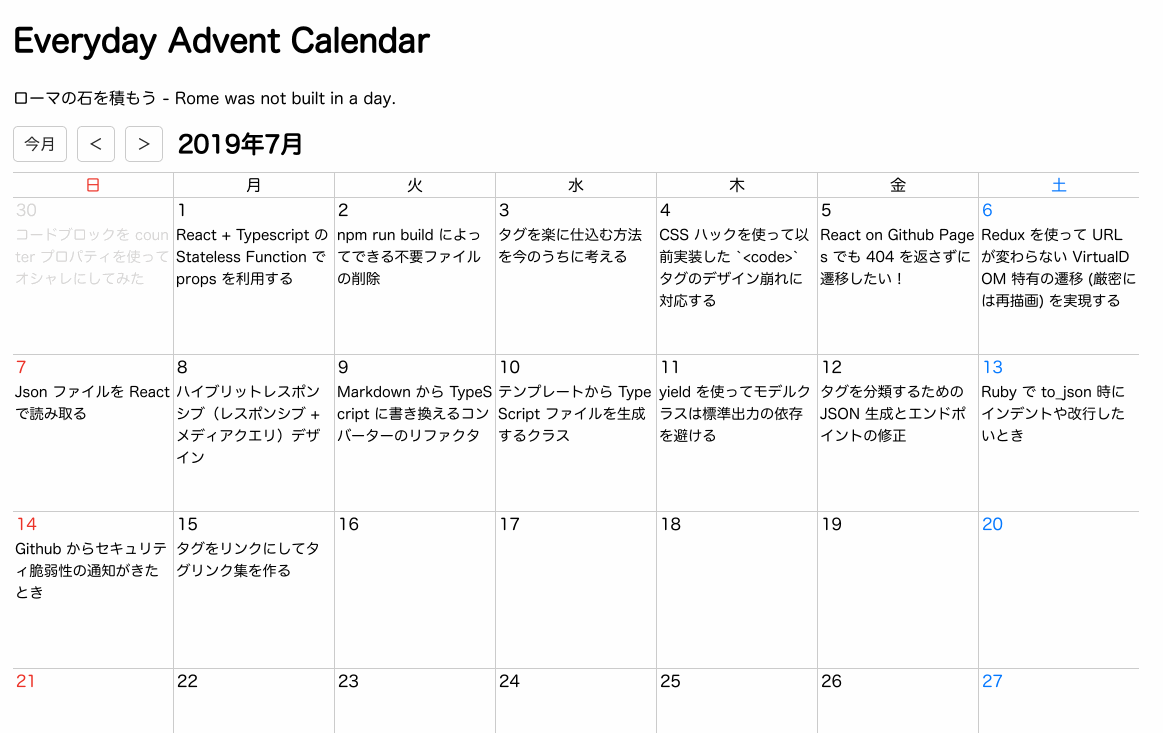 Everyday Advent Calendar
ローマの石を積もう - Rome was not built in a day.
今月 < > 2019年7月
日 月 火 水 木 金 土
30
コードブロックを coun
ter プロパティを使って
オシャレにしてみた
1
React + Typescript の
Stateless Function で
props を利用する
2
npm run build によっ
てできる不要ファイル
の削除
3
タグを楽に仕込む方法
を今のうちに考える
4
CSS ハックを使って以
前実装した `<code>`
タグのデザイン崩れに
対応する
5
React on Github Page
s でも 404 を返さずに
遷移したい！
6
Redux を使って URL
が変わらない VirtualD
OM 特有の遷移 (厳密に
は再描画) を実現する
7
Json ファイルを React
で読み取る
8
ハイブリットレスポン
シブ（レスポンシブ +
メディアクエリ）デザ
イン
9
Markdown から TypeS
cript に書き換えるコン
バーターのリファクタ
10
テンプレートから Type
Script ファイルを生成
するクラス
11
yield を使ってモデルク
ラスは標準出力の依存
を避ける
12
タグを分類するための
JSON 生成とエンドポ
イントの修正
13
Ruby で to_json 時に
インデントや改行した
いとき
14
Github からセキュリテ
ィ脆弱性の通知がきた
とき
15
タグをリンクにしてタ
グリンク集を作る
16
17
18
19
20
21
22
23
24
25
26
27